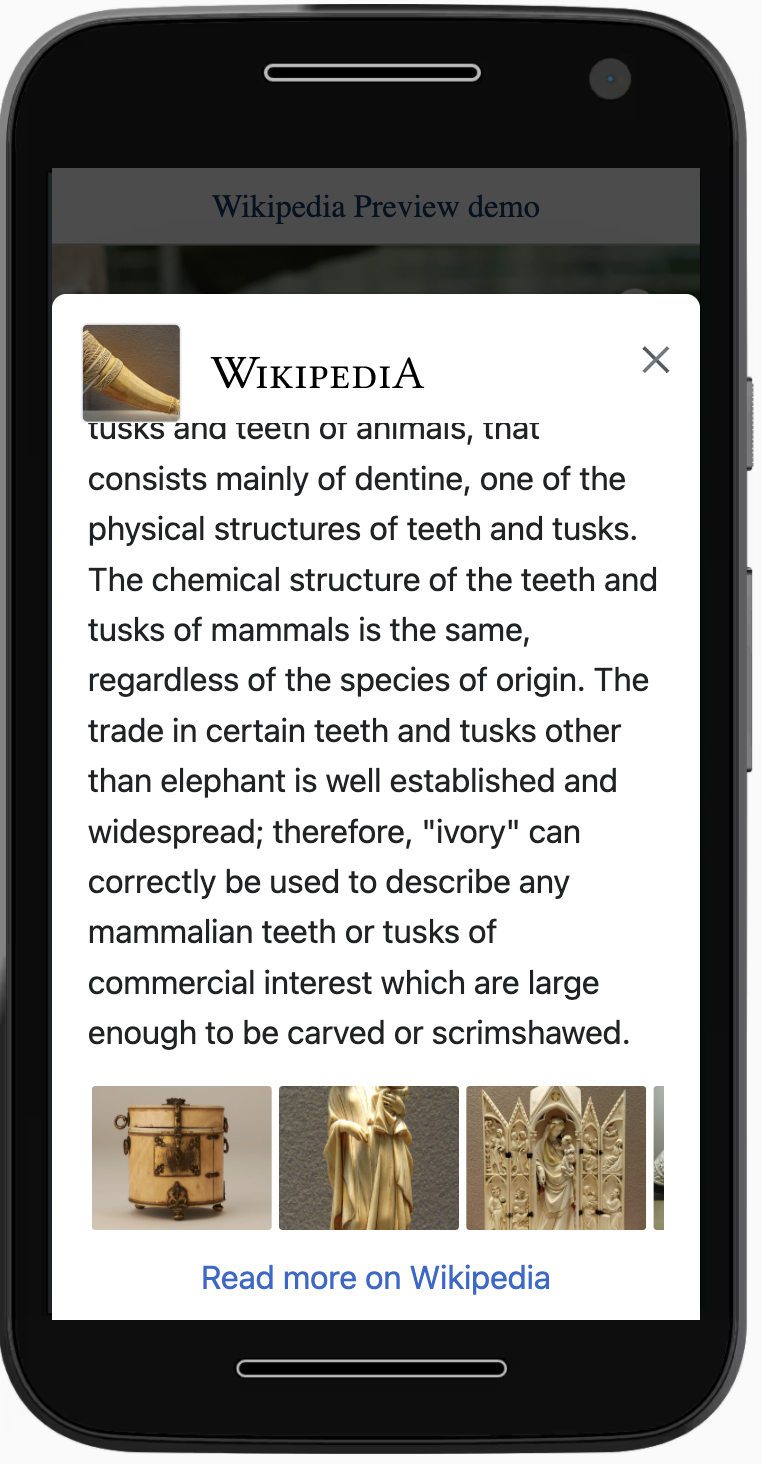 Wikipedia Preview demo
WIKIPEDIA
tusks and teeth of animals, that
consists mainly of dentine, one of the
physical structures of teeth and tusks.
The chemical structure of the teeth and
tusks of mammals is the same,
regardless of the species of origin. The
trade in certain teeth and tusks other
than elephant is well established and
widespread; therefore, "ivory" can
correctly be used to describe any
mammalian teeth or tusks of
commercial interest which are large
enough to be carved or scrimshawed.
Read more on Wikipedia